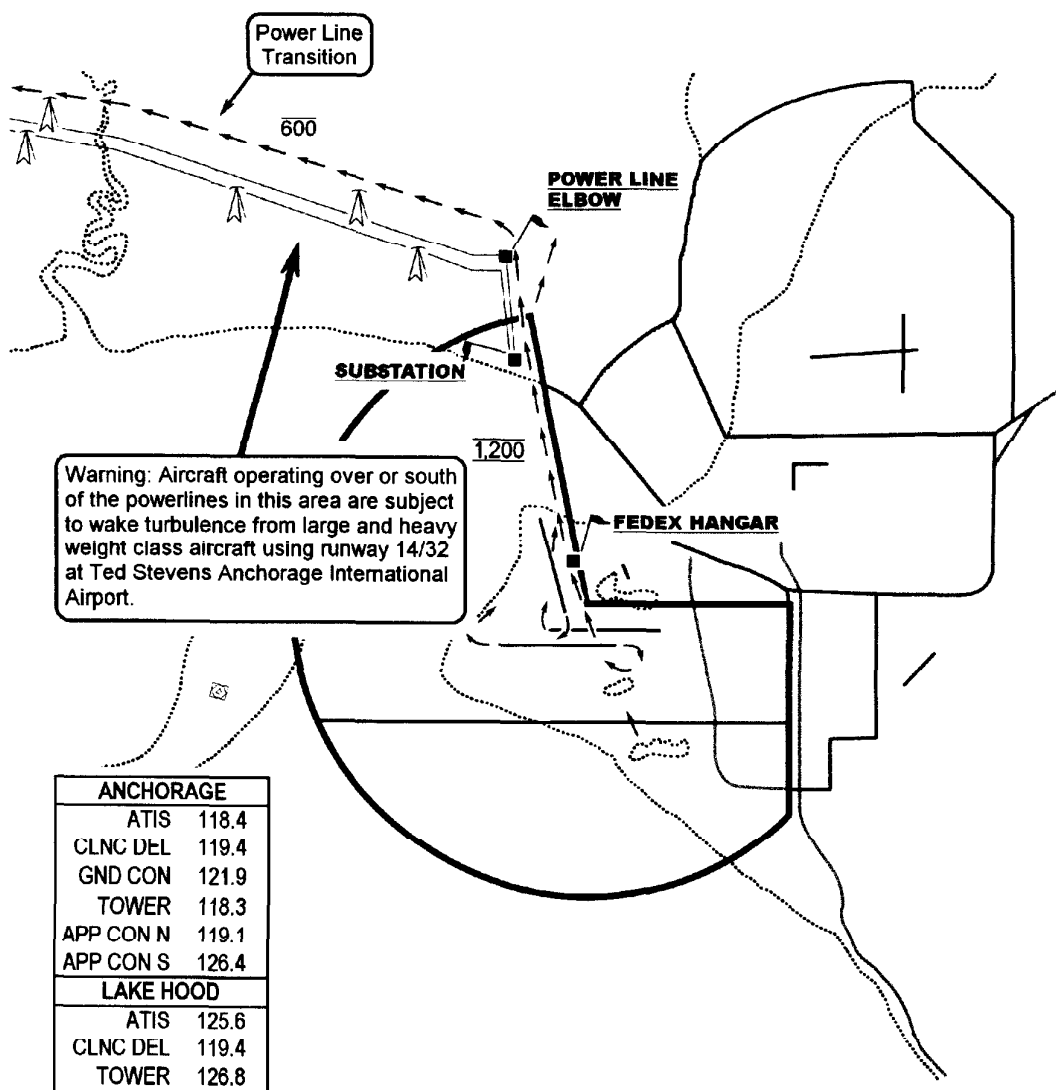 Power Line
Transition
600
POWER LINE
ELBOW
SUBSTATION
1,200
Warning: Aircraft operating over or south
of the powerlines in this area are subject
to wake turbulence from large and heavy
weight class aircraft using runway 14/32
at Ted Stevens Anchorage International
Airport.
FEDEX HANGAR
ANCHORAGE
ATIS 118.4
CLNC DEL 119.4
GND CON 121.9
TOWER 118.3
APP CON N 119.1
APP CON S 126.4
LAKE HOOD
ATIS 125.6
CLNC DEL 119.4
TOWER 126.8